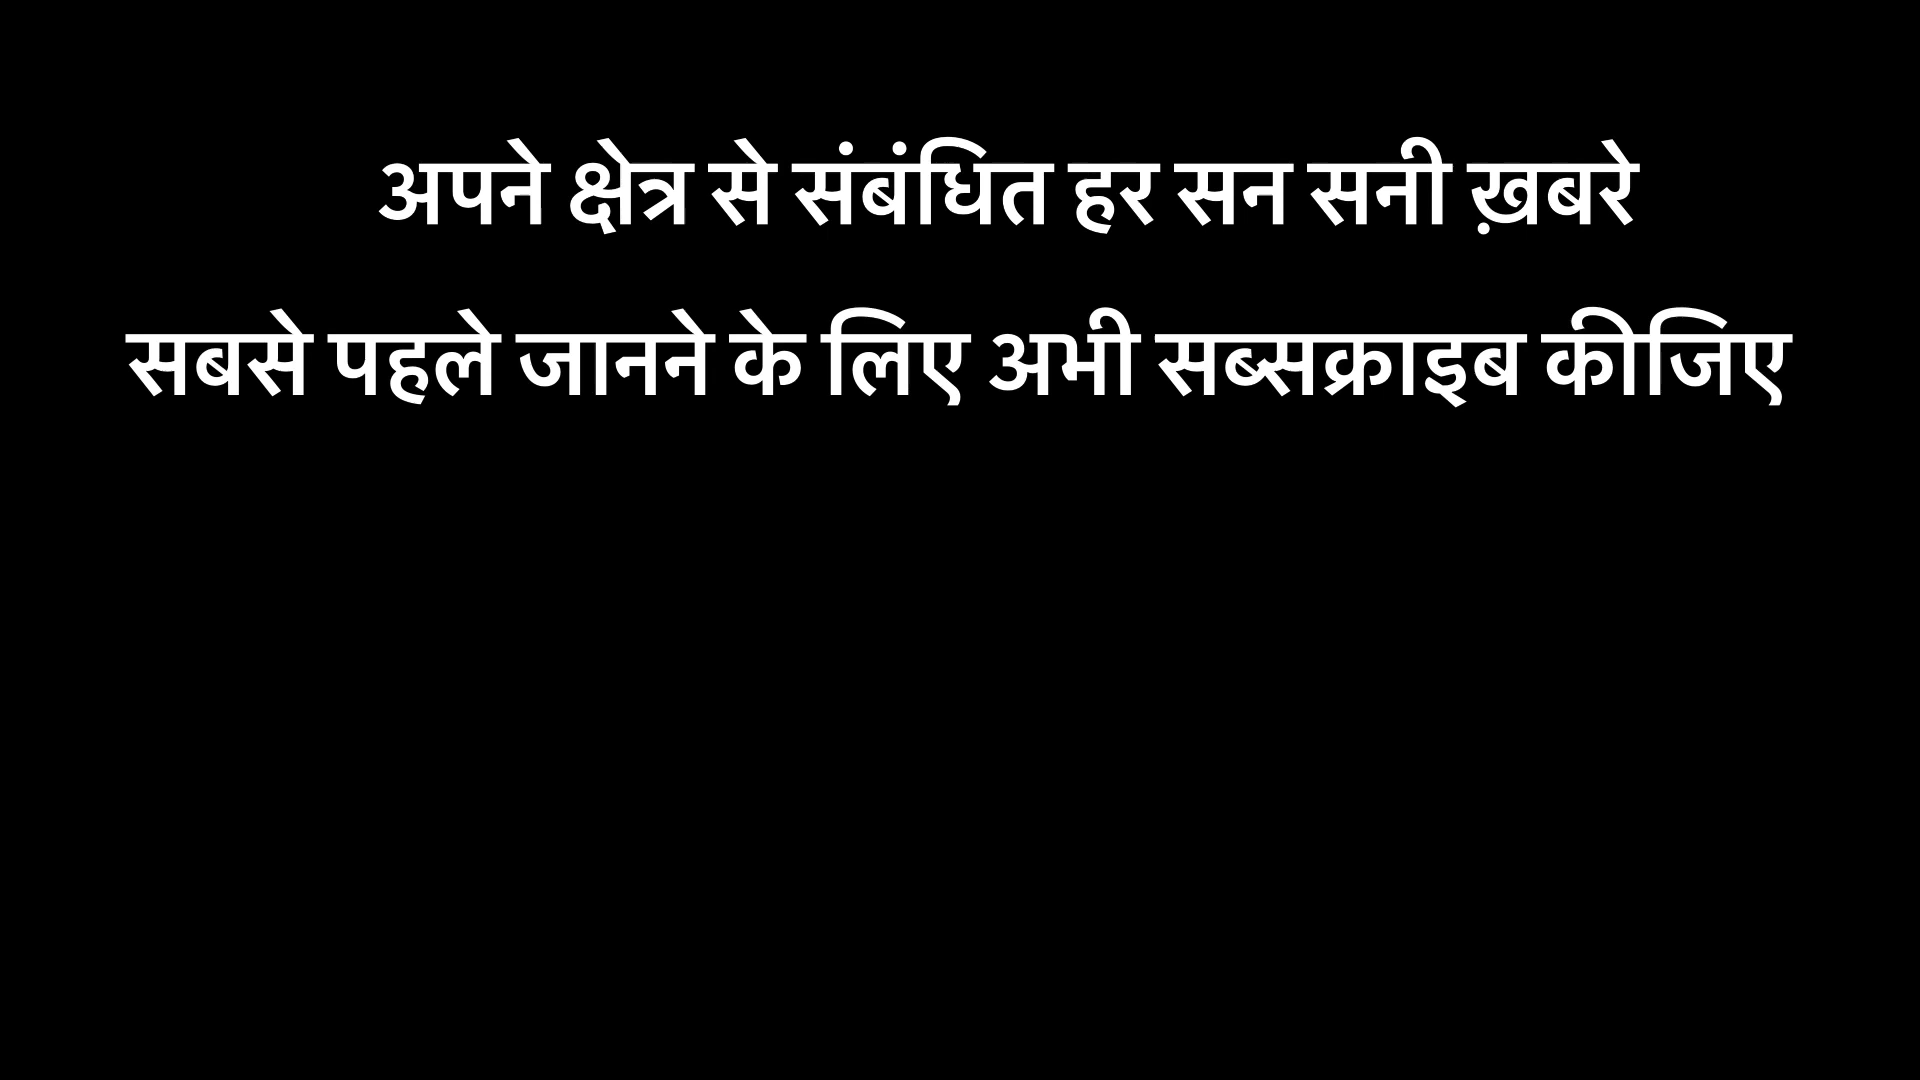 अपने क्षेत्र से संबंधित हर सन सनी ख़बरे
सबसे पहले जानने के लिए अभी सब्सक्राइब कीजिए